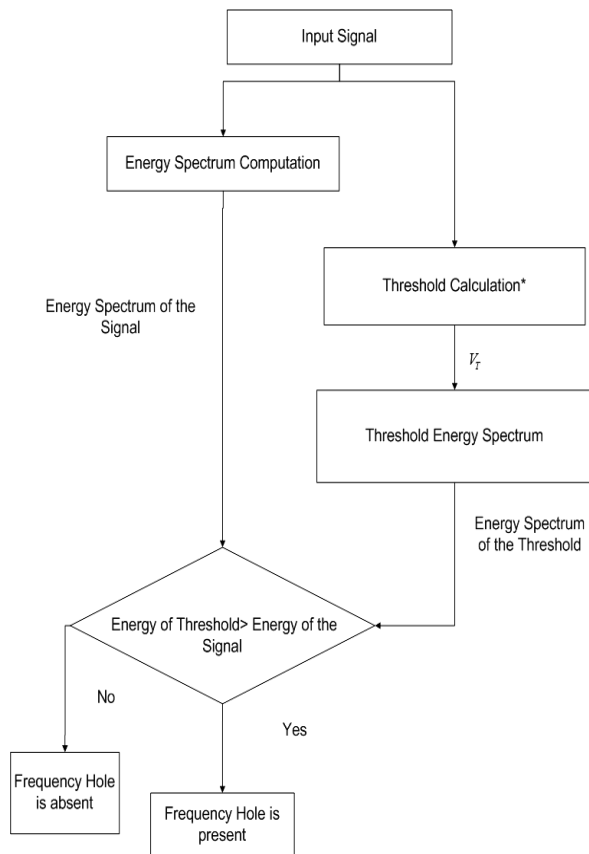 Input Signal
Energy Spectrum Computation
Threshold Calculation*
Energy Spectrum of the
Signal
V_T
Threshold Energy Spectrum
Energy Spectrum
of the Threshold
Energy of Threshold> Energy of the
Signal
No
Yes
Frequency Hole
is absent
Frequency Hole is
present